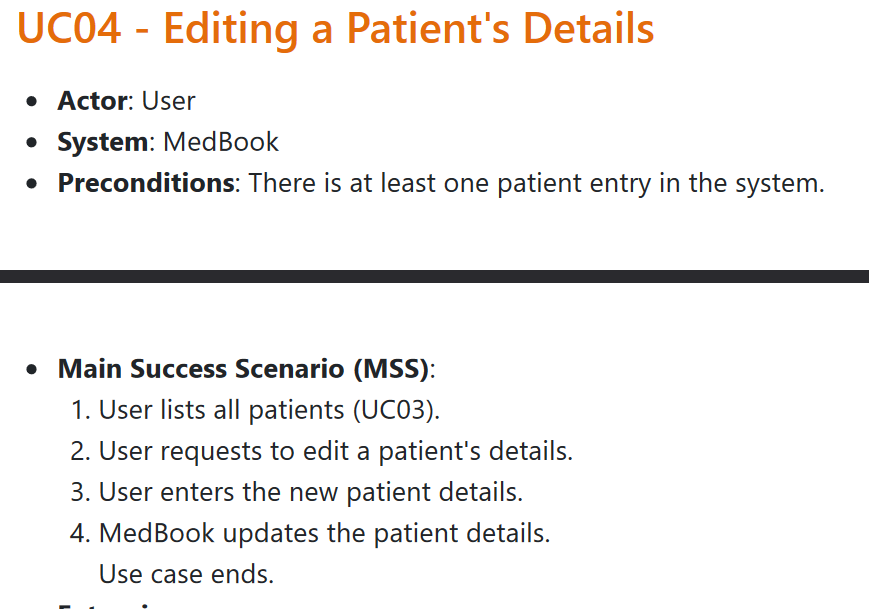 UC04 - Editing a Patient's Details
• Actor: User
• System: MedBook
• Preconditions: There is at least one patient entry in the system.
• Main Success Scenario (MSS):
1. User lists all patients (UC03).
2. User requests to edit a patient's details.
3. User enters the new patient details.
4. MedBook updates the patient details.
Use case ends.